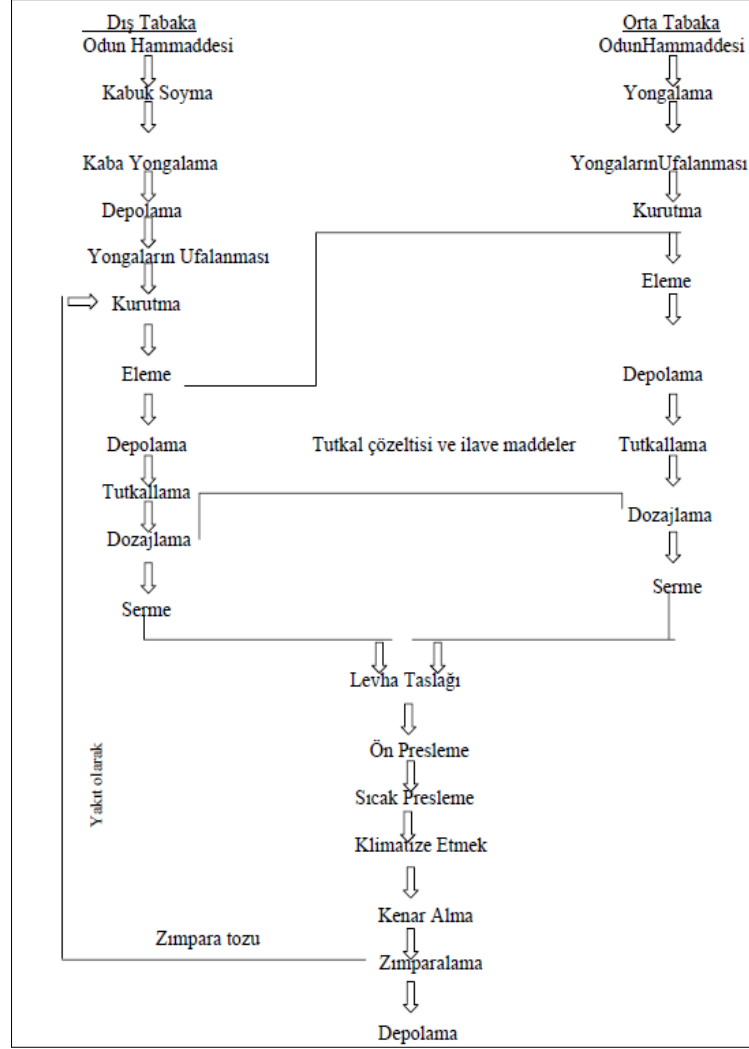 Dış Tabaka
Odun Hammaddesi
Kabuk Soyma
Kaba Yongalama
Depolama
Yongaların Ufalanması
Kurutma
Eleme
Depolama
Tutkallama
Dozajlama
Serme
Orta Tabaka
OdunHammaddesi
Yongalama
YongalarınUfalanması
Kurutma
Eleme
Depolama
Tutkal çözeltisi ve ilave maddeler
Tutkallama
Dozajlama
Serme
Levha Taslağı
Ön Presleme
Sıcak Presleme
Klimatize Etmek
Kenar Alma
Zımparalama
Depolama
Zımpara tozu
Yakıt olarak